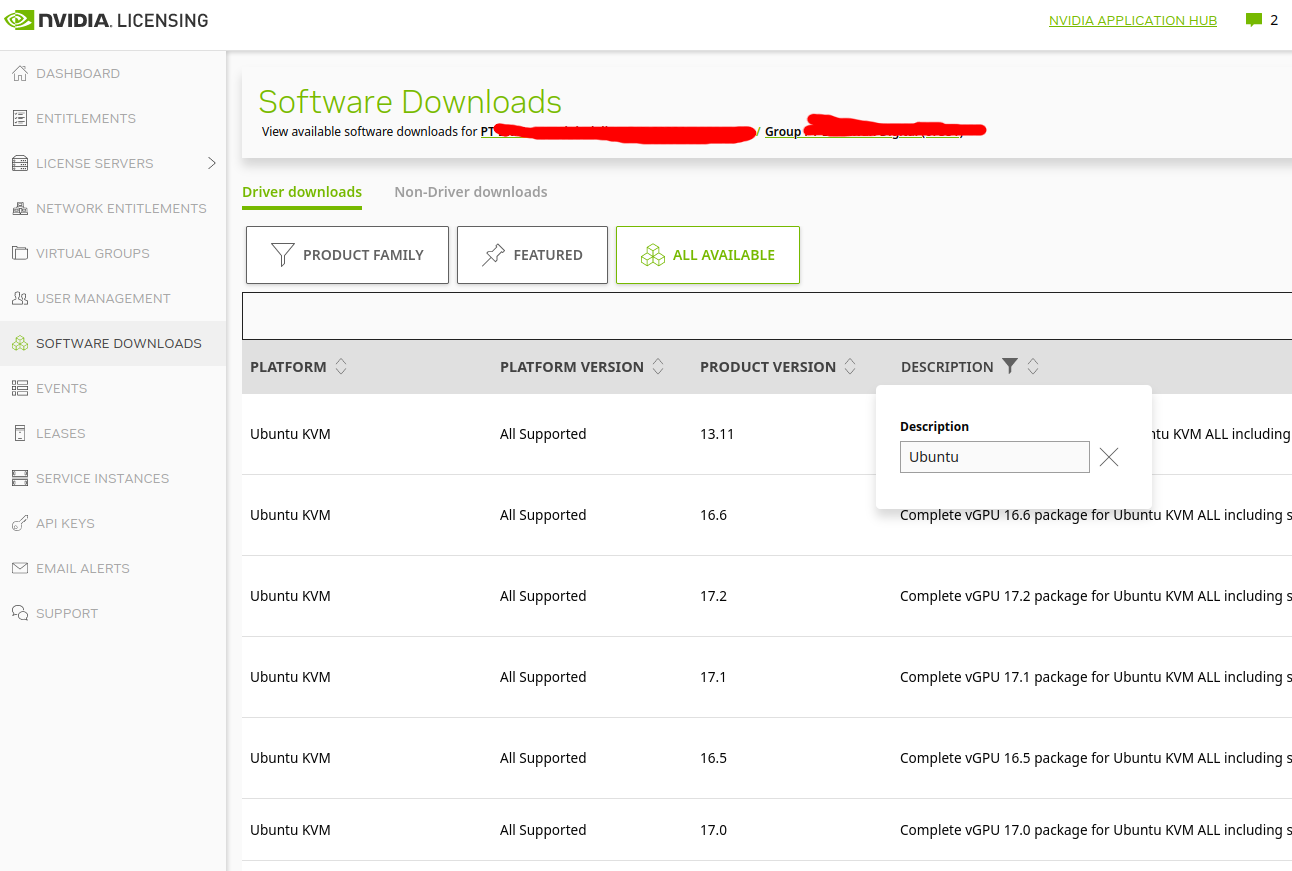 NVIDIA. LICENSING
NVIDIA APPLICATION HUB 2
DASHBOARD
ENTITLEMENTS
LICENSE SERVERS
NETWORK ENTITLEMENTS
VIRTUAL GROUPS
USER MANAGEMENT
SOFTWARE DOWNLOADS
EVENTS
LEASES
SERVICE INSTANCES
API KEYS
EMAIL ALERTS
SUPPORT
Software Downloads
View available software downloads for PT / Group
Driver downloads Non-Driver downloads
PRODUCT FAMILY FEATURED ALL AVAILABLE
PLATFORM PLATFORM VERSION PRODUCT VERSION DESCRIPTION
Description
Ubuntu
Ubuntu KVM All Supported 13.11 KVM ALL including
Ubuntu KVM All Supported 16.6 Complete vGPU 16.6 package for Ubuntu KVM ALL including s
Ubuntu KVM All Supported 17.2 Complete vGPU 17.2 package for Ubuntu KVM ALL including s
Ubuntu KVM All Supported 17.1 Complete vGPU 17.1 package for Ubuntu KVM ALL including s
Ubuntu KVM All Supported 16.5 Complete vGPU 16.5 package for Ubuntu KVM ALL including s
Ubuntu KVM All Supported 17.0 Complete vGPU 17.0 package for Ubuntu KVM ALL including s